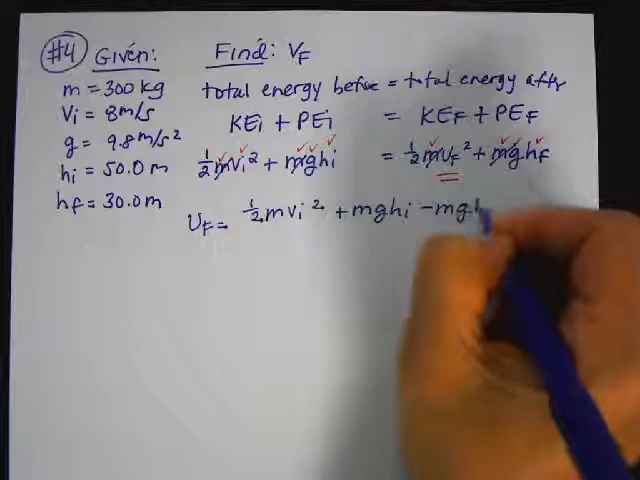 #4 Given: Find: VF
m = 300 kg total energy before = total energy after
Vi = 8 m/s KEi + PEi = KEF + PEF
g = 9.8 m/s²
hi = 50.0 m ½mvi² + mghi = ½mVF² + mghf
hf = 30.0 m
VF = ½mvi² + mghi - mgh